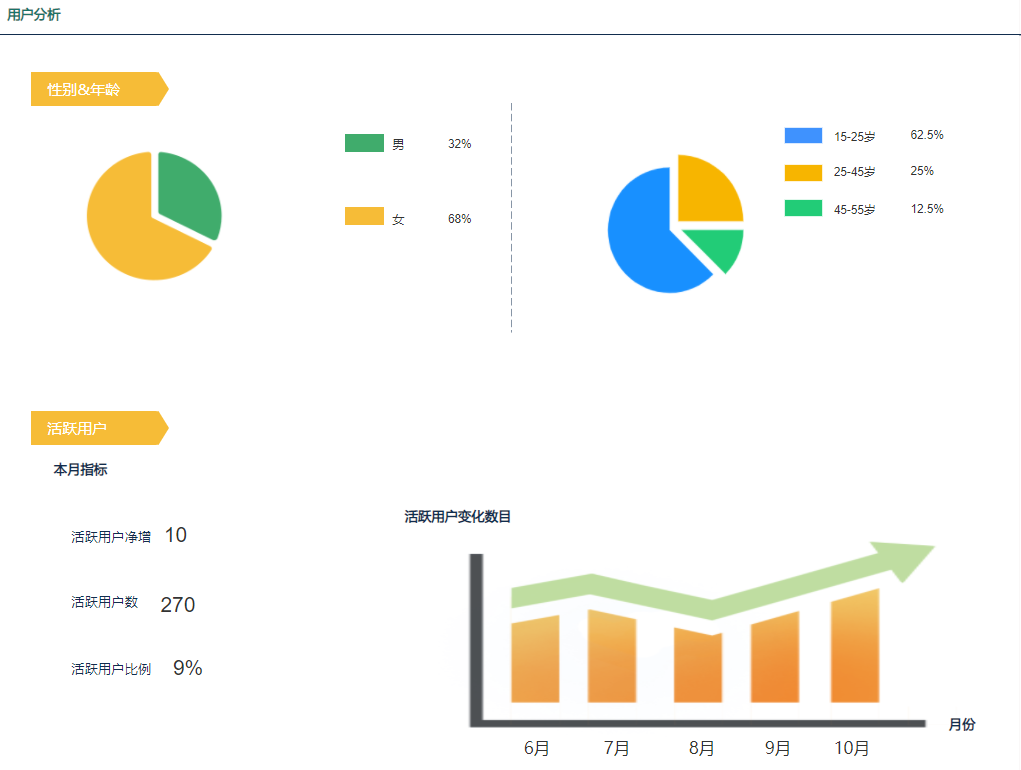 用户分析
性别&年龄
男 32%
女 68%
15-25岁 62.5%
25-45岁 25%
45-55岁 12.5%
活跃用户
本月指标
活跃用户净增 10
活跃用户数 270
活跃用户比例 9%
活跃用户变化数目
月份
6月 7月 8月 9月 10月